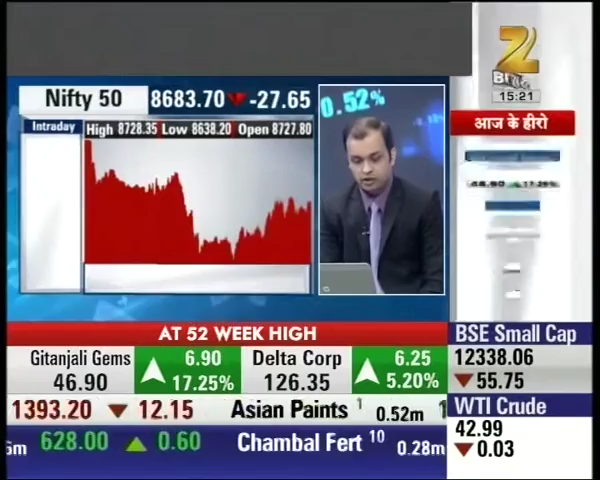 Nifty 50 8683.70 -27.65
Intraday High 8728.35 Low 8638.20 Open 8727.80
0.52%
15:21
आज के हीरो
AT 52 WEEK HIGH
Gitanjali Gems 6.90 Delta Corp 6.25
46.90 17.25% 126.35 5.20%
BSE Small Cap
12338.06
55.75
1393.20 12.15 Asian Paints 1 0.52m
628.00 0.60 Chambal Fert 10 0.28m
WTI Crude
42.99
0.03